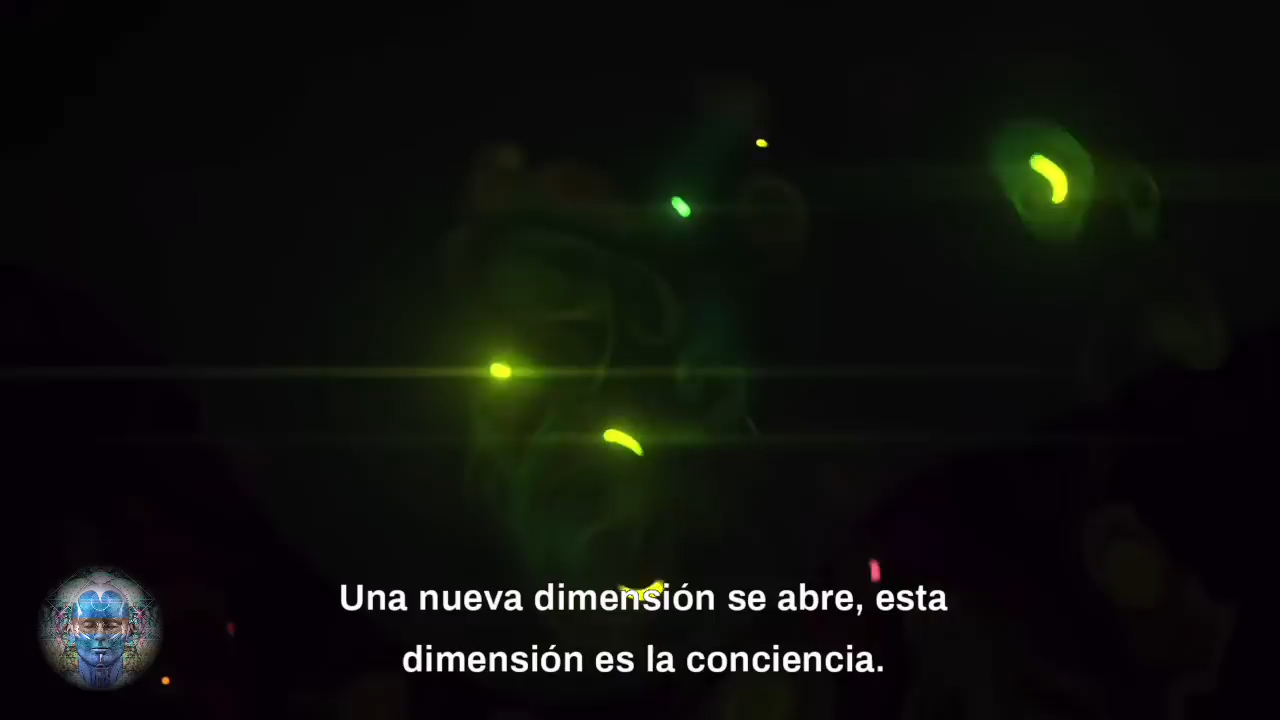 Una nueva dimensión se abre, esta
dimensión es la conciencia.